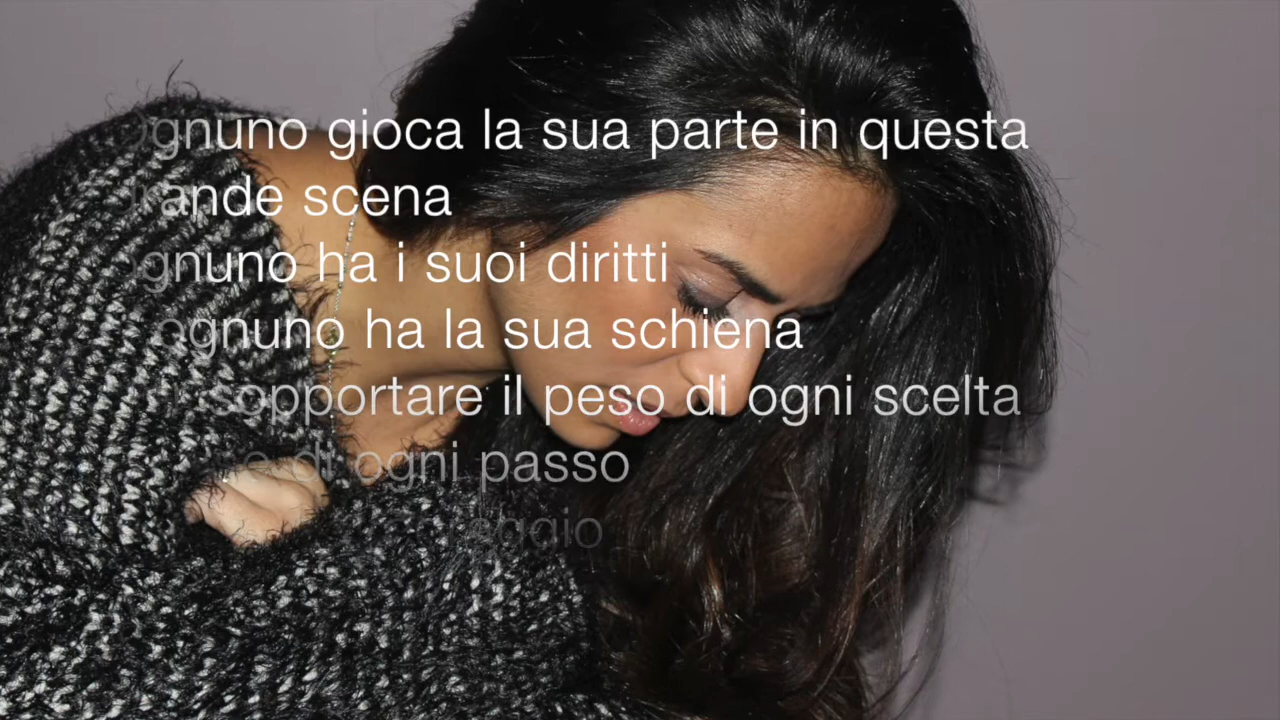 Ognuno gioca la sua parte in questa
grande scena
ognuno ha i suoi diritti
ognuno ha la sua schiena
sopportare il peso di ogni scelta
di ogni passo